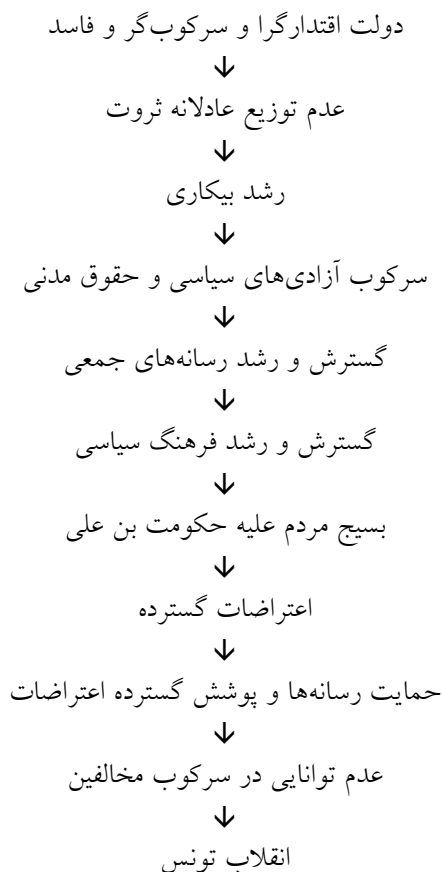 دولت اقتدارگرا و سرکوب‌گر و فاسد
↓
عدم توزیع عادلانه ثروت
↓
رشد بیکاری
↓
سرکوب آزادی‌های سیاسی و حقوق مدنی
↓
گسترش و رشد رسانه‌های جمعی
↓
گسترش و رشد فرهنگ سیاسی
↓
بسیج مردم علیه حکومت بن علی
↓
اعتراضات گسترده
↓
حمایت رسانه‌ها و پوشش گسترده اعتراضات
↓
عدم توانایی در سرکوب مخالفین
↓
انقلاب تونس